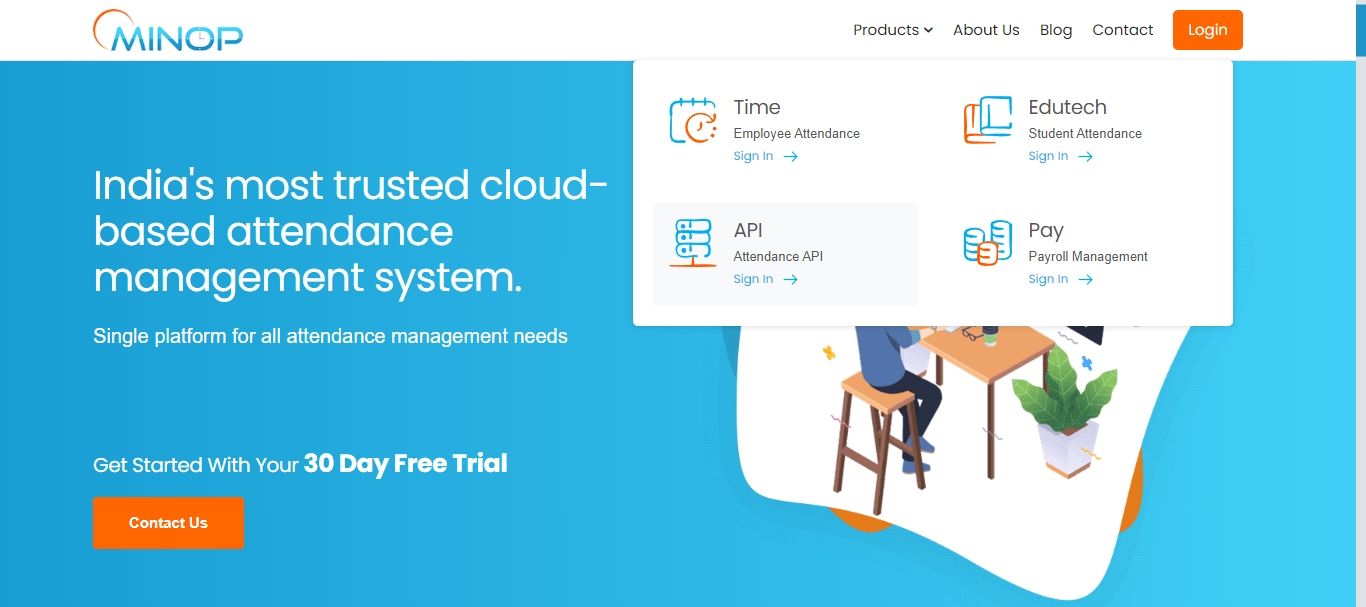 MINOP
Products
About Us
Blog
Contact
Login
Time
Employee Attendance
Sign In
Edutech
Student Attendance
Sign In
API
Attendance API
Sign In
Pay
Payroll Management
Sign In
India's most trusted cloud-
based attendance
management system.
Single platform for all attendance management needs
Get Started With Your 30 Day Free Trial
Contact Us